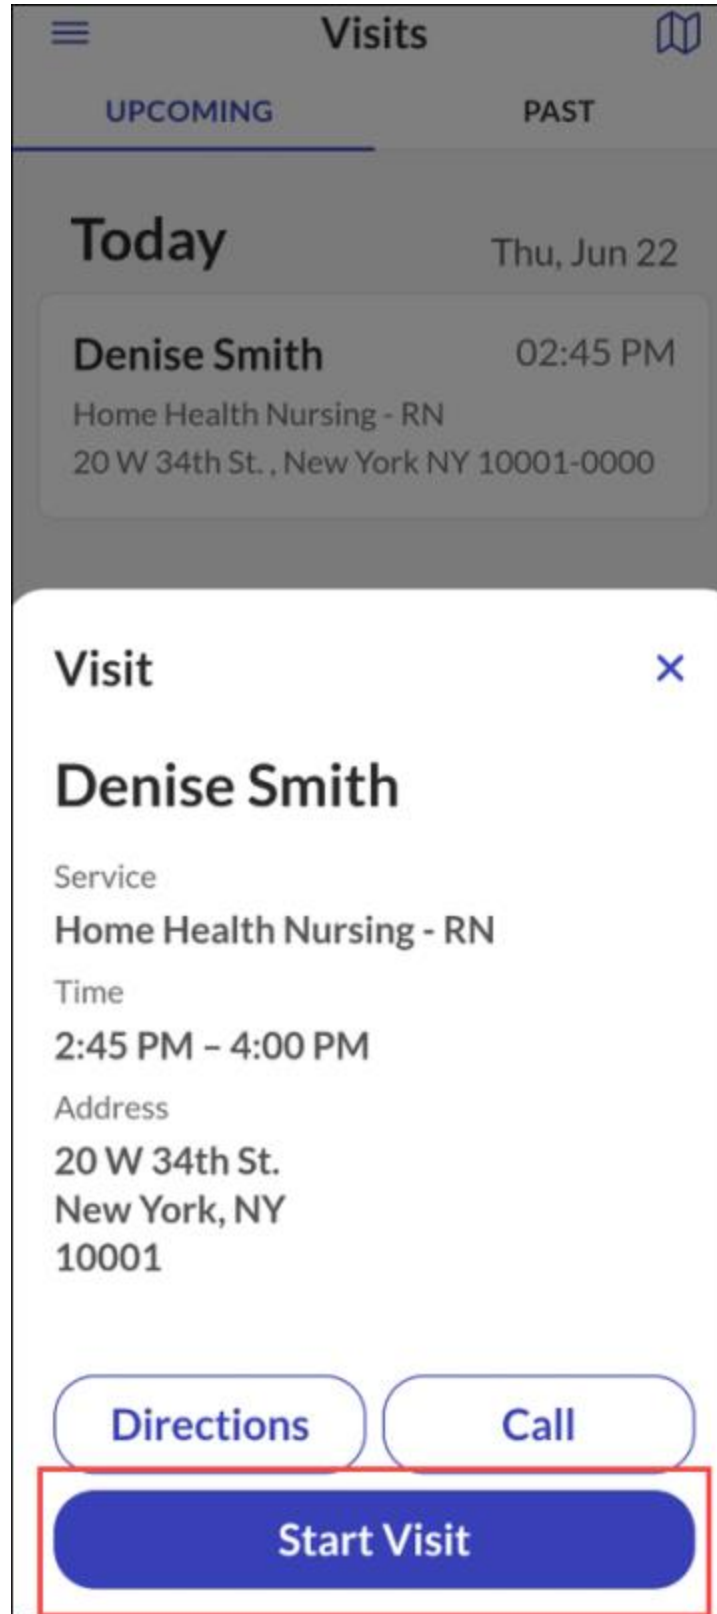 Visits
UPCOMING PAST
Today Thu, Jun 22
Denise Smith 02:45 PM
Home Health Nursing - RN
20 W 34th St. , New York NY 10001-0000
Visit
Denise Smith
Service
Home Health Nursing - RN
Time
2:45 PM – 4:00 PM
Address
20 W 34th St.
New York, NY
10001
Directions Call
Start Visit